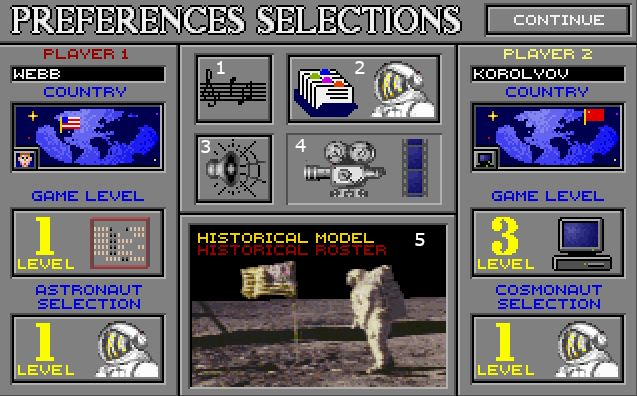 PREFERENCES SELECTIONS
CONTINUE
PLAYER 1
WEBB
COUNTRY
GAME LEVEL
1
LEVEL
ASTRONAUT
SELECTION
1
LEVEL
1
2
3
4
HISTORICAL MODEL
5
HISTORICAL ROSTER
PLAYER 2
KOROLYOV
COUNTRY
GAME LEVEL
3
LEVEL
COSMONAUT
SELECTION
1
LEVEL